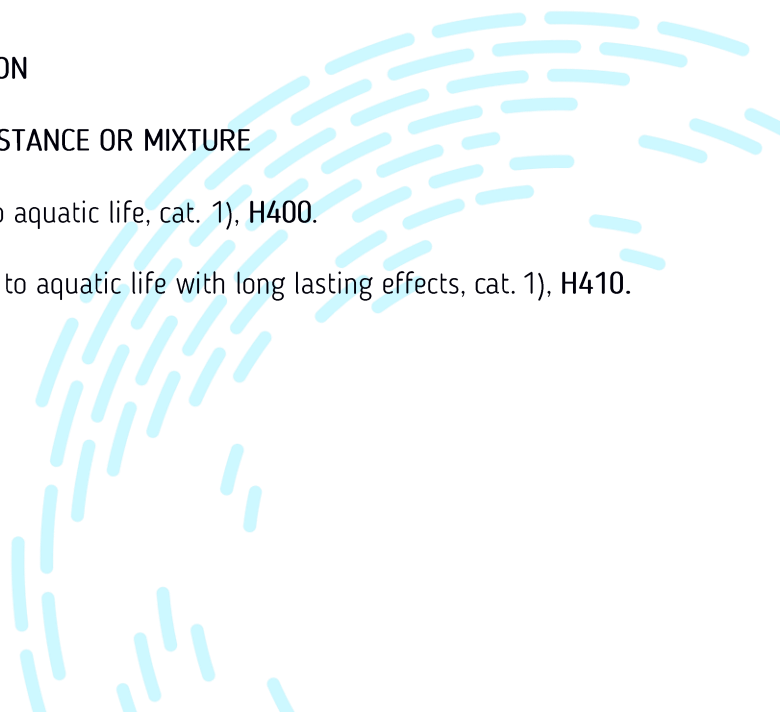 ON
STANCE OR MIXTURE
o aquatic life, cat. 1), H400.
to aquatic life with long lasting effects, cat. 1), H410.